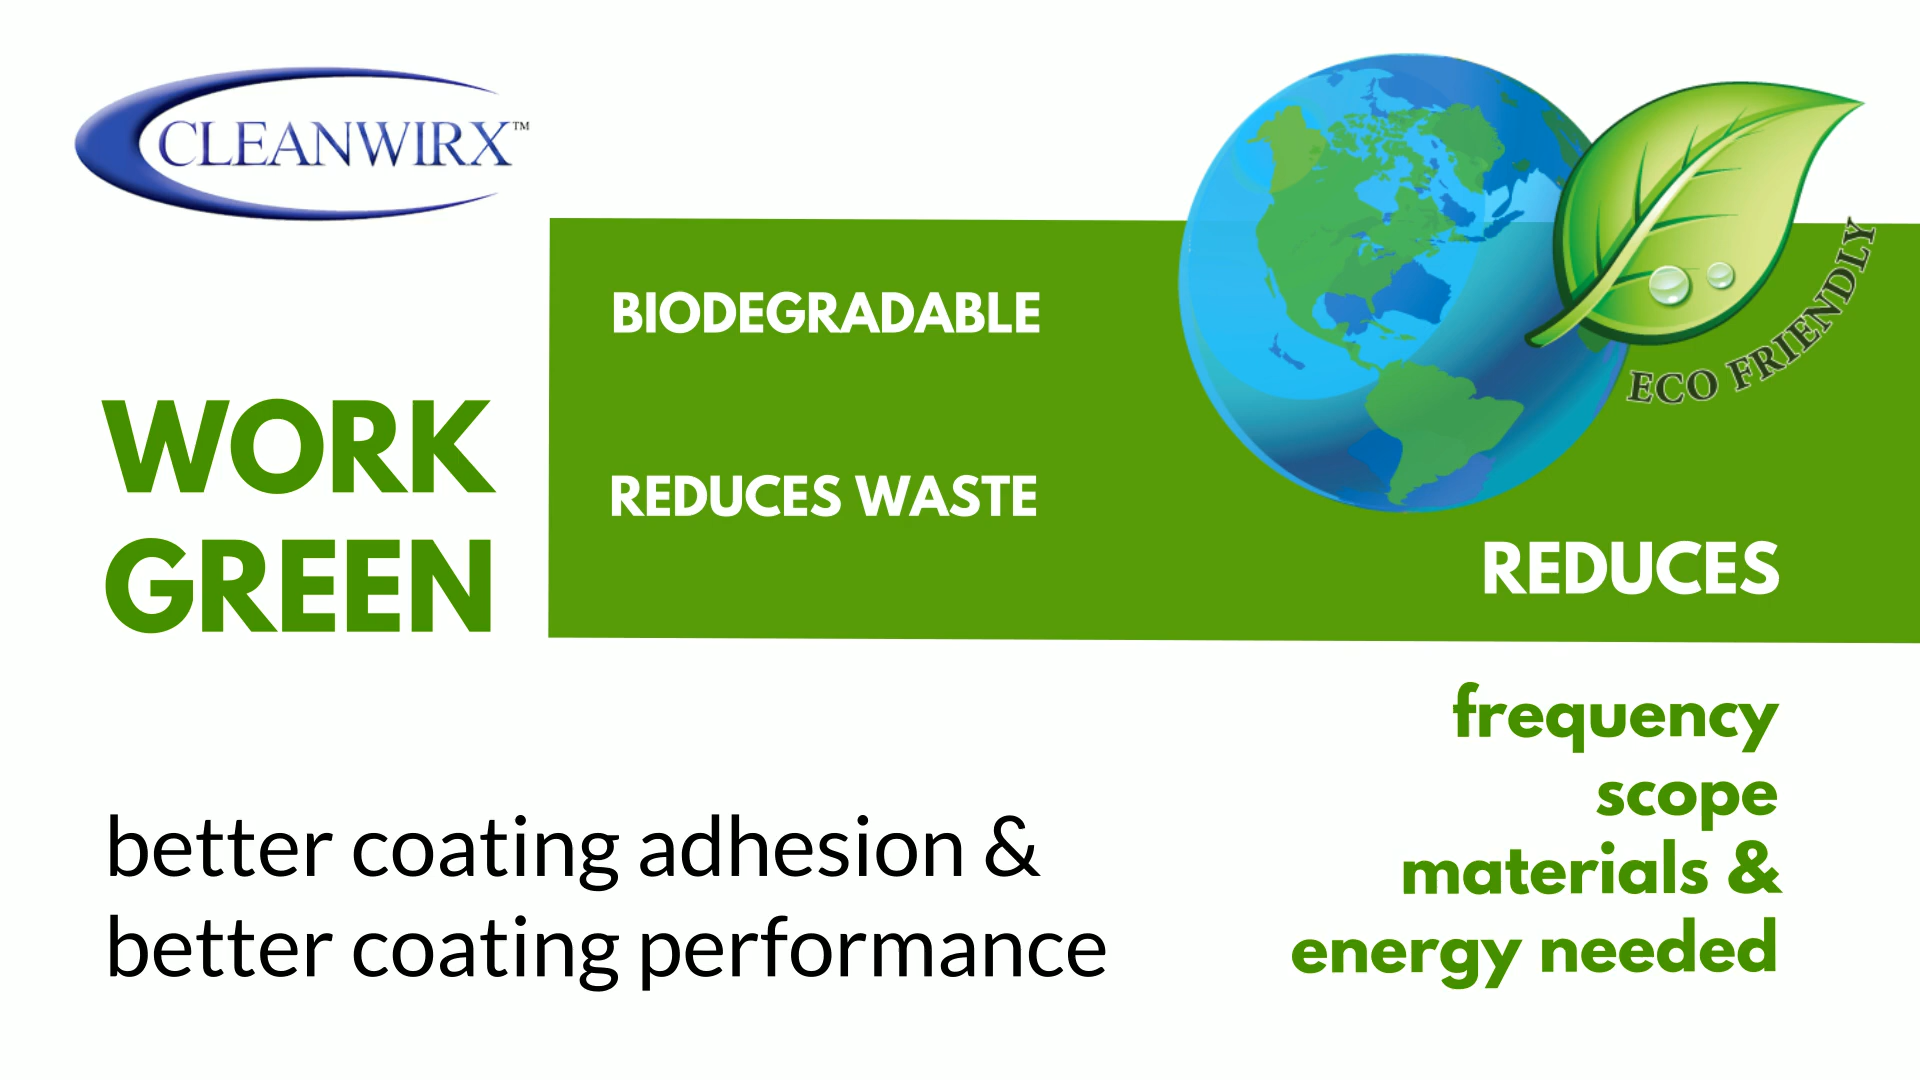 CLEANWIRX™
BIODEGRADABLE
ECO FRIENDLY
WORK
GREEN
REDUCES WASTE
REDUCES
frequency
scope
materials &
energy needed
better coating adhesion &
better coating performance